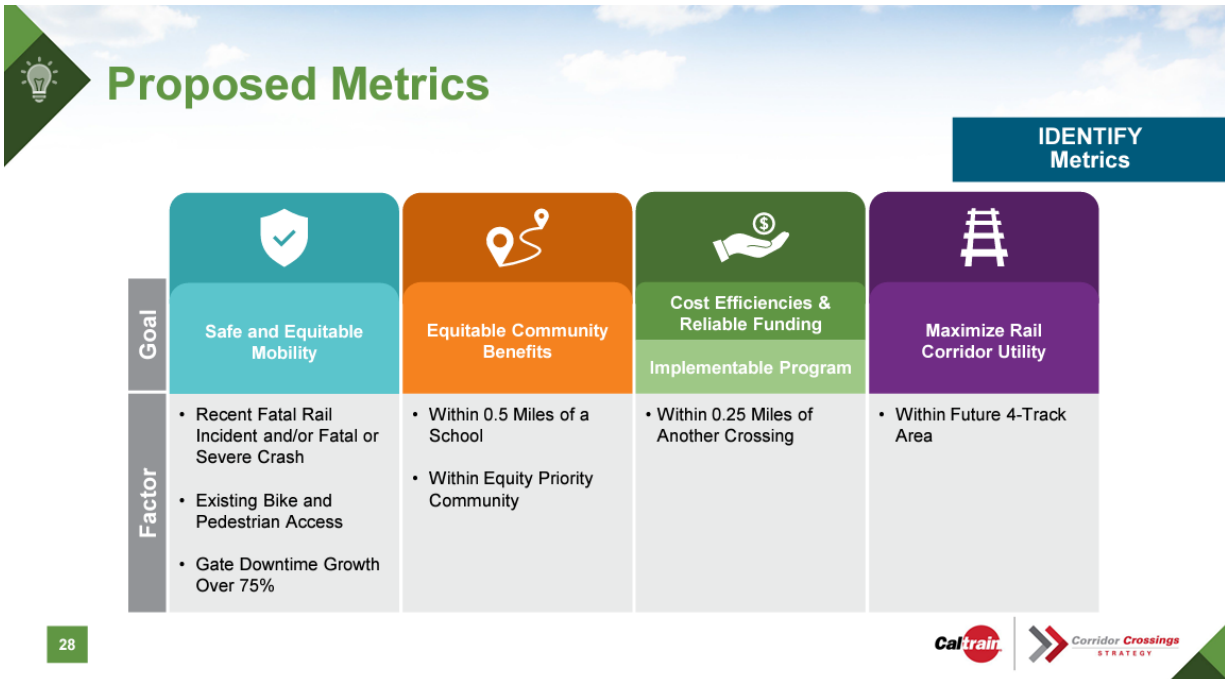 Proposed Metrics
IDENTIFY
Metrics
Goal
Safe and Equitable
Mobility
Equitable Community
Benefits
Cost Efficiencies &
Reliable Funding
Implementable Program
Maximize Rail
Corridor Utility
Factor
• Recent Fatal Rail
Incident and/or Fatal or
Severe Crash
• Existing Bike and
Pedestrian Access
• Gate Downtime Growth
Over 75%
• Within 0.5 Miles of a
School
• Within Equity Priority
Community
• Within 0.25 Miles of
Another Crossing
• Within Future 4-Track
Area
28
Caltrain
Corridor Crossings
STRATEGY
$